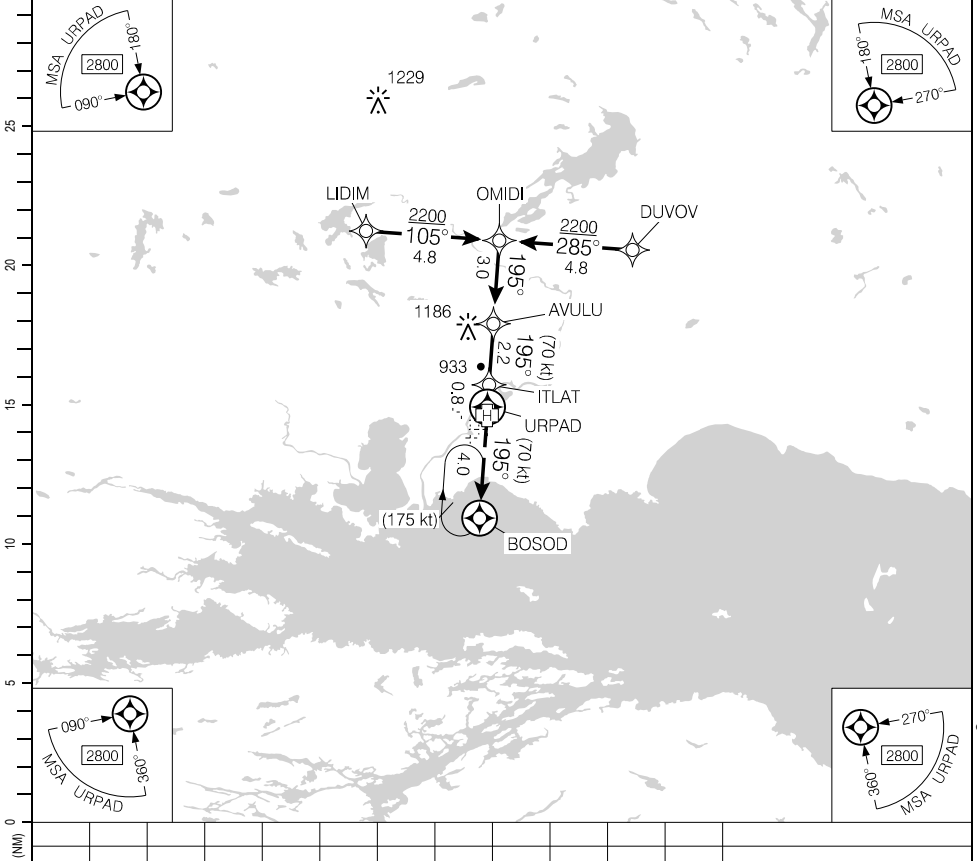 MSA URPAD
180°
2800
090°
MSA URPAD
180°
2800
270°
1229
25
LIDIM
OMIDI
DUVOV
2200
105°
4.8
2200
285°
4.8
20
195°
3.0
1186
AVULU
(70 kt)
195°
2.2
933
ITLAT
0.8
15
H
URPAD
(70 kt)
195°
4.0
(175 kt)
BOSOD
10
5
090°
2800
360°
MSA URPAD
270°
2800
360°
MSA URPAD
0
(NM)